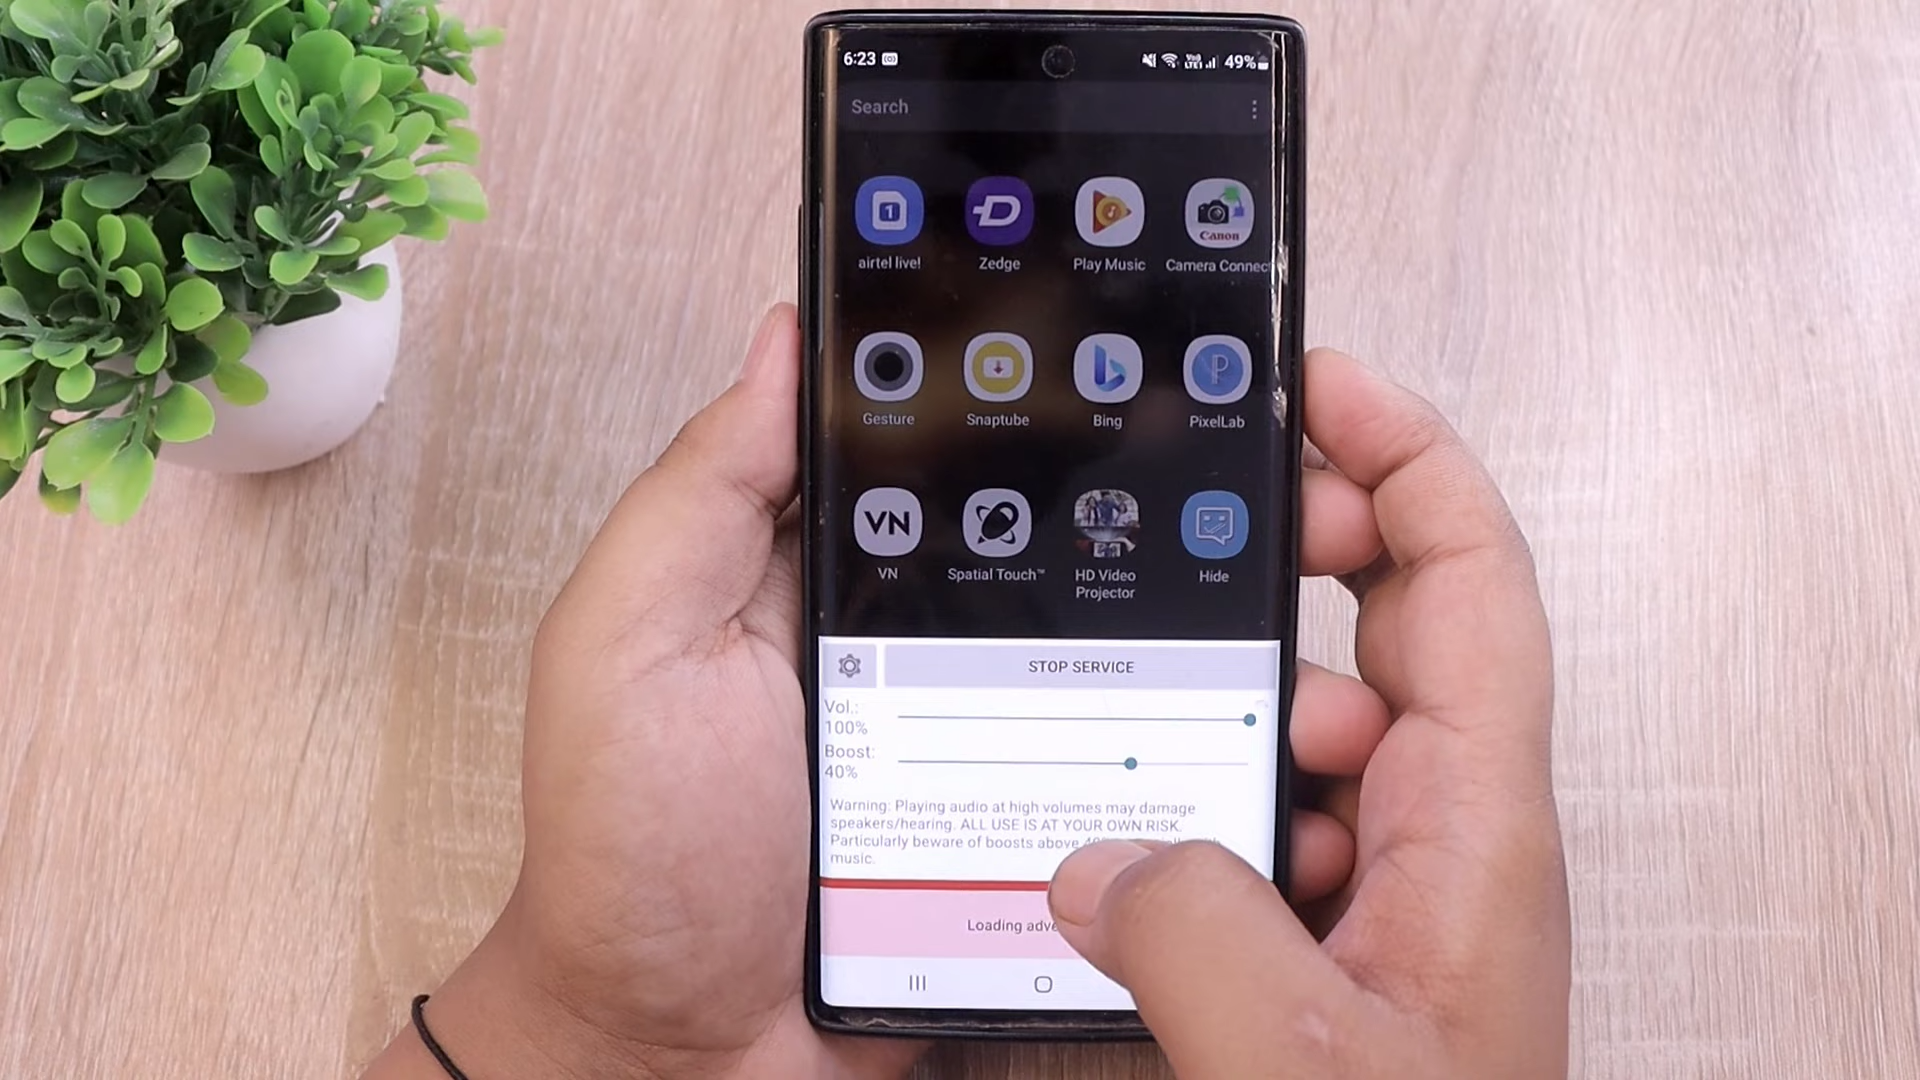 6:23
49%
Search
1
Canon
airtel live!
Zedge
Play Music
Camera Connect
P
Gesture
Snaptube
Bing
PixelLab
VN
VN
Spatial Touch™
HD Video
Projector
Hide
STOP SERVICE
Vol.:
100%
Boost:
40%
Warning: Playing audio at high volumes may damage
speakers/hearing. ALL USE IS AT YOUR OWN RISK.
Particularly beware of boosts above
music.
Loading